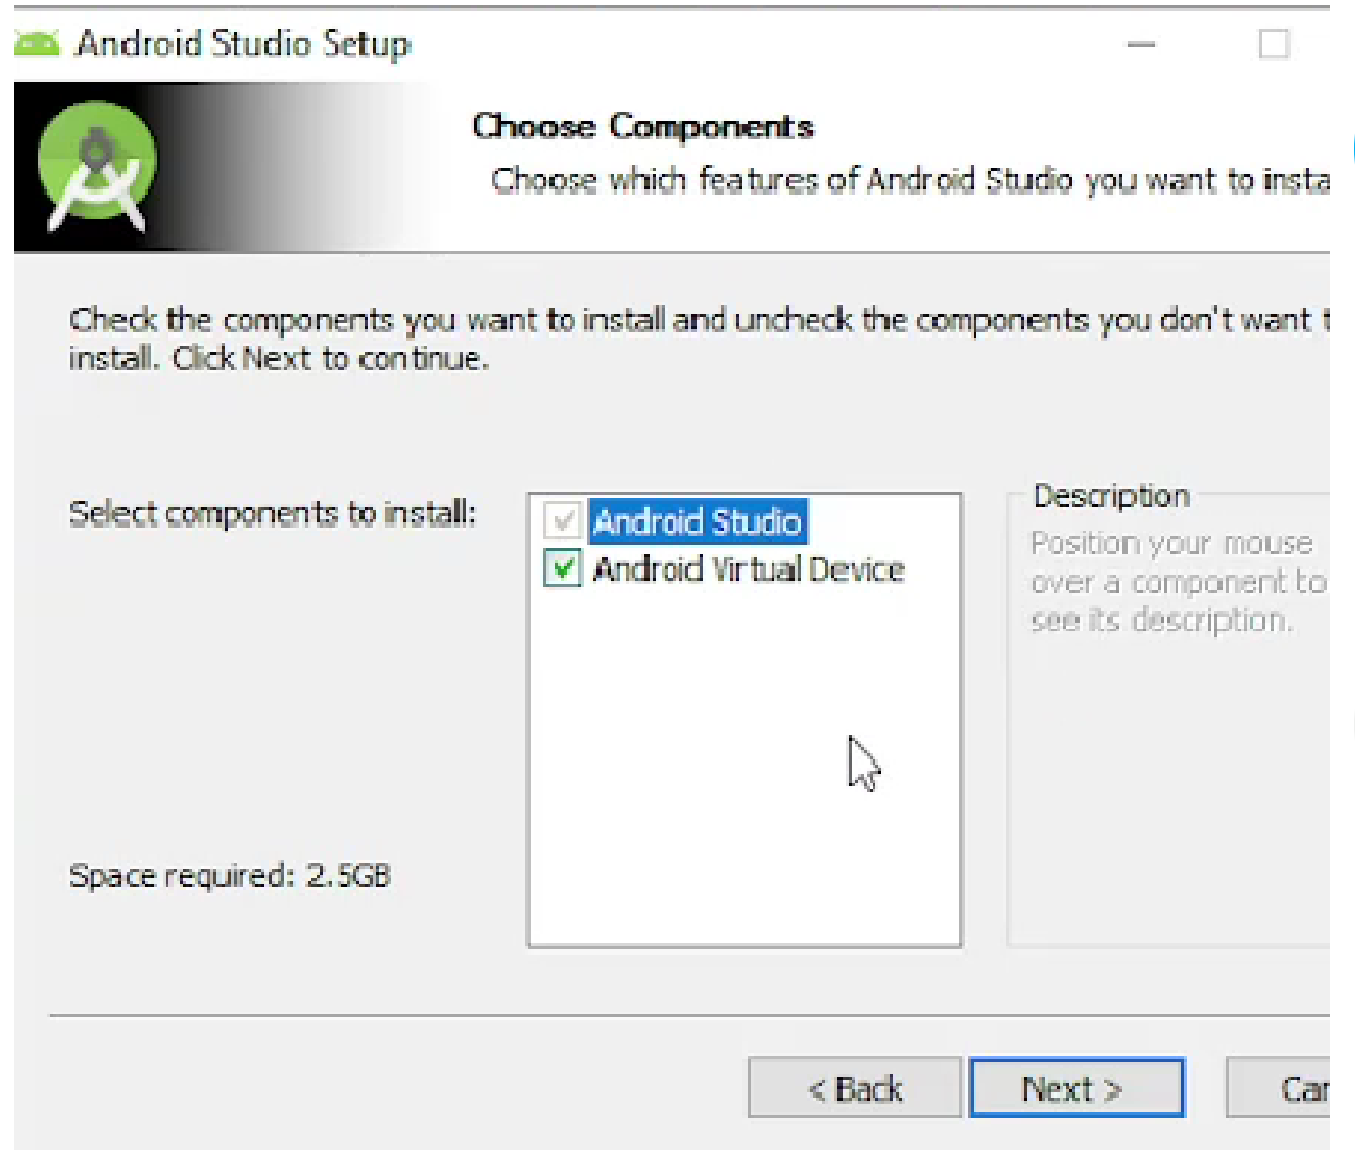 Android Studio Setup
Choose Components
Choose which features of Android Studio you want to
Check the components you want to install and uncheck the components you don't want
install. Click Next to continue.
Select components to install:
Android Studio
Android Virtual Device
Description
Position your mouse
over a component to
see its description.
Space required: 2.5GB
< Back
Next >